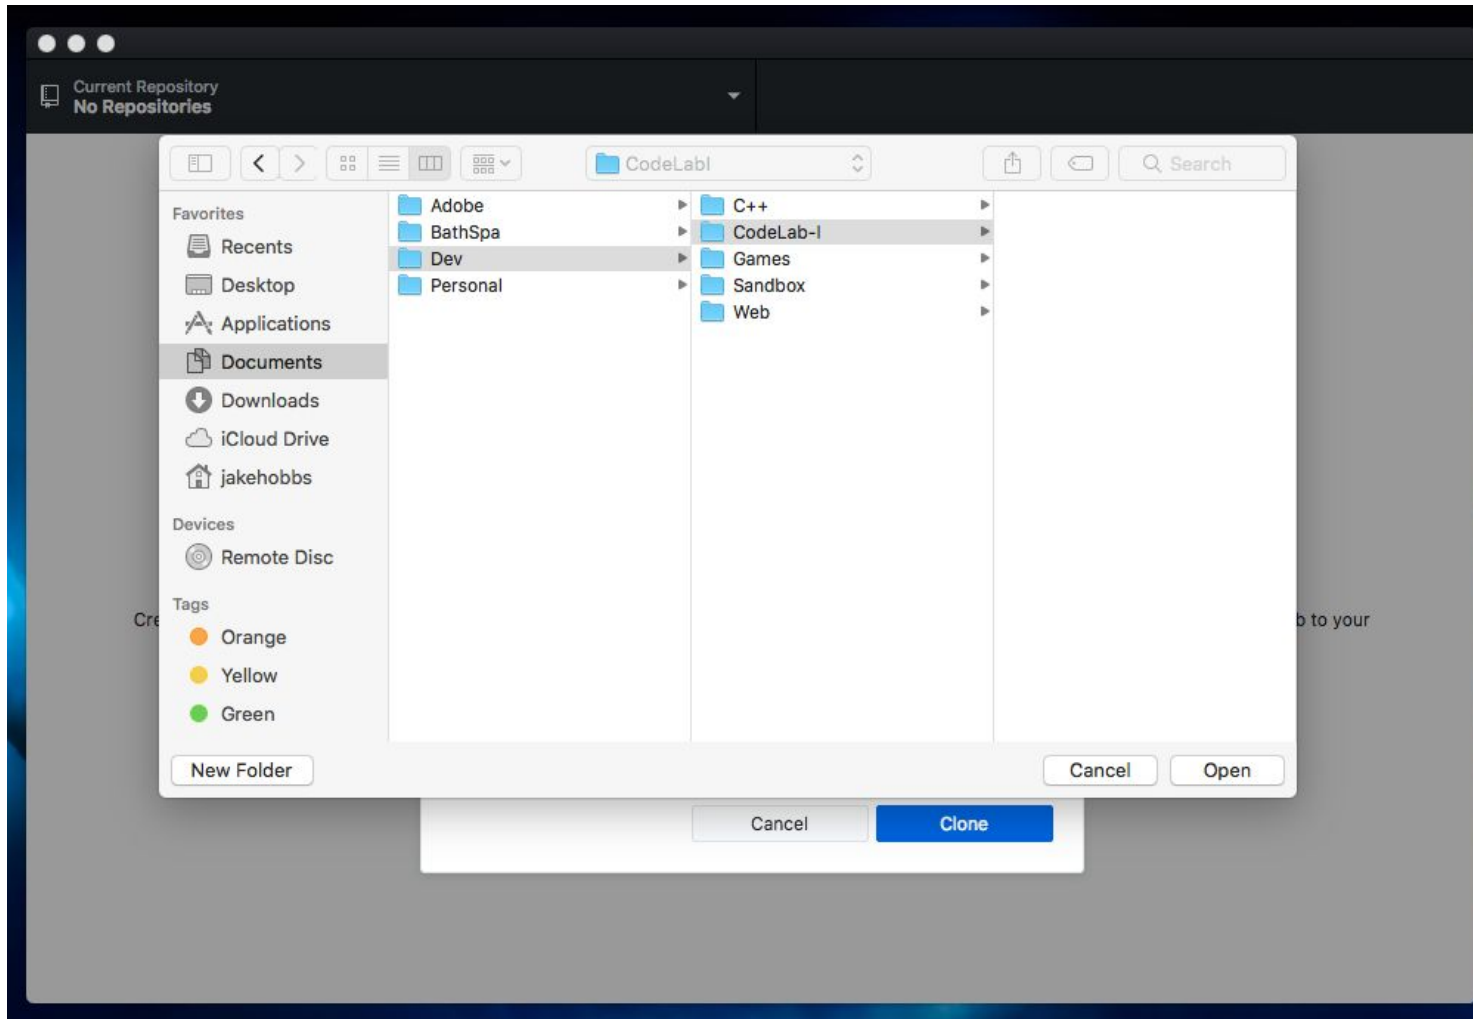 Current Repository
No Repositories
CodeLabI
Search
Favorites
Recents
Desktop
Applications
Documents
Downloads
iCloud Drive
jakehobbs
Devices
Remote Disc
Tags
Orange
Yellow
Green
Adobe
BathSpa
Dev
Personal
C++
CodeLab-I
Games
Sandbox
Web
Cre
b to your
New Folder
Cancel
Open
Cancel
Clone